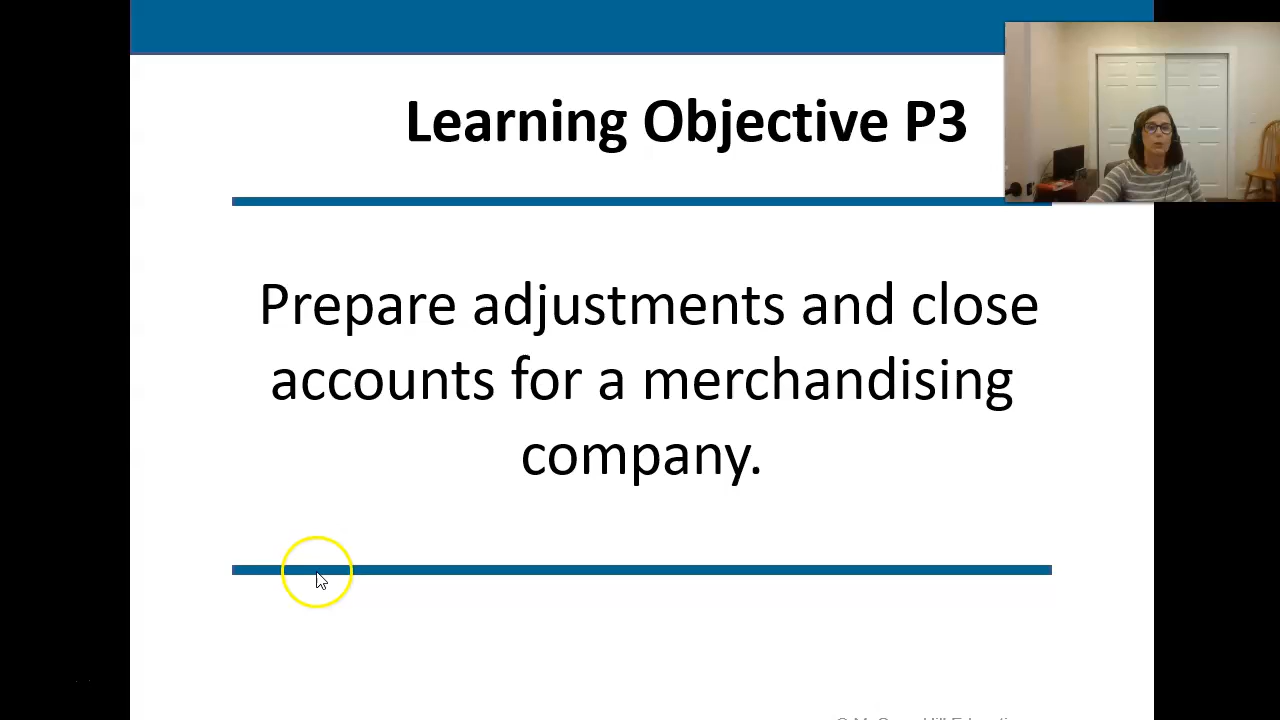 Learning Objective P3
Prepare adjustments and close
accounts for a merchandising
company.